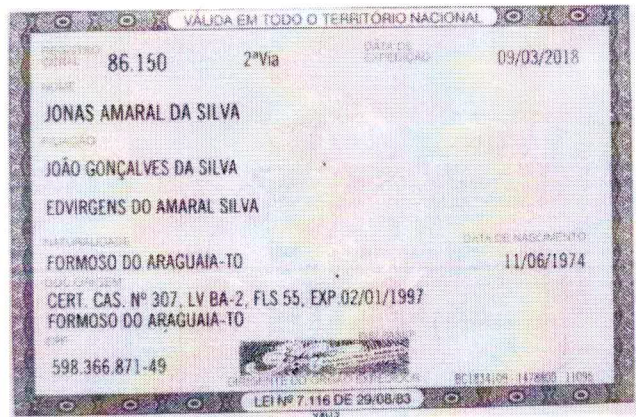 VÁLIDA EM TODO O TERRITÓRIO NACIONAL
REGISTRO GERAL 86.150 2ªVia DATA DE EXPEDIÇÃO 09/03/2018
NOME
JONAS AMARAL DA SILVA
FILIAÇÃO
JOÃO GONÇALVES DA SILVA
EDVIRGENS DO AMARAL SILVA
NATURALIDADE DATA DE NASCIMENTO
FORMOSO DO ARAGUAIA-TO 11/06/1974
DOC ORIGEM
CERT. CAS. Nº 307, LV BA-2, FLS 55, EXP.02/01/1997
FORMOSO DO ARAGUAIA-TO
CPF
598.366.871-49
LEI Nº 7.116 DE 29/08/83